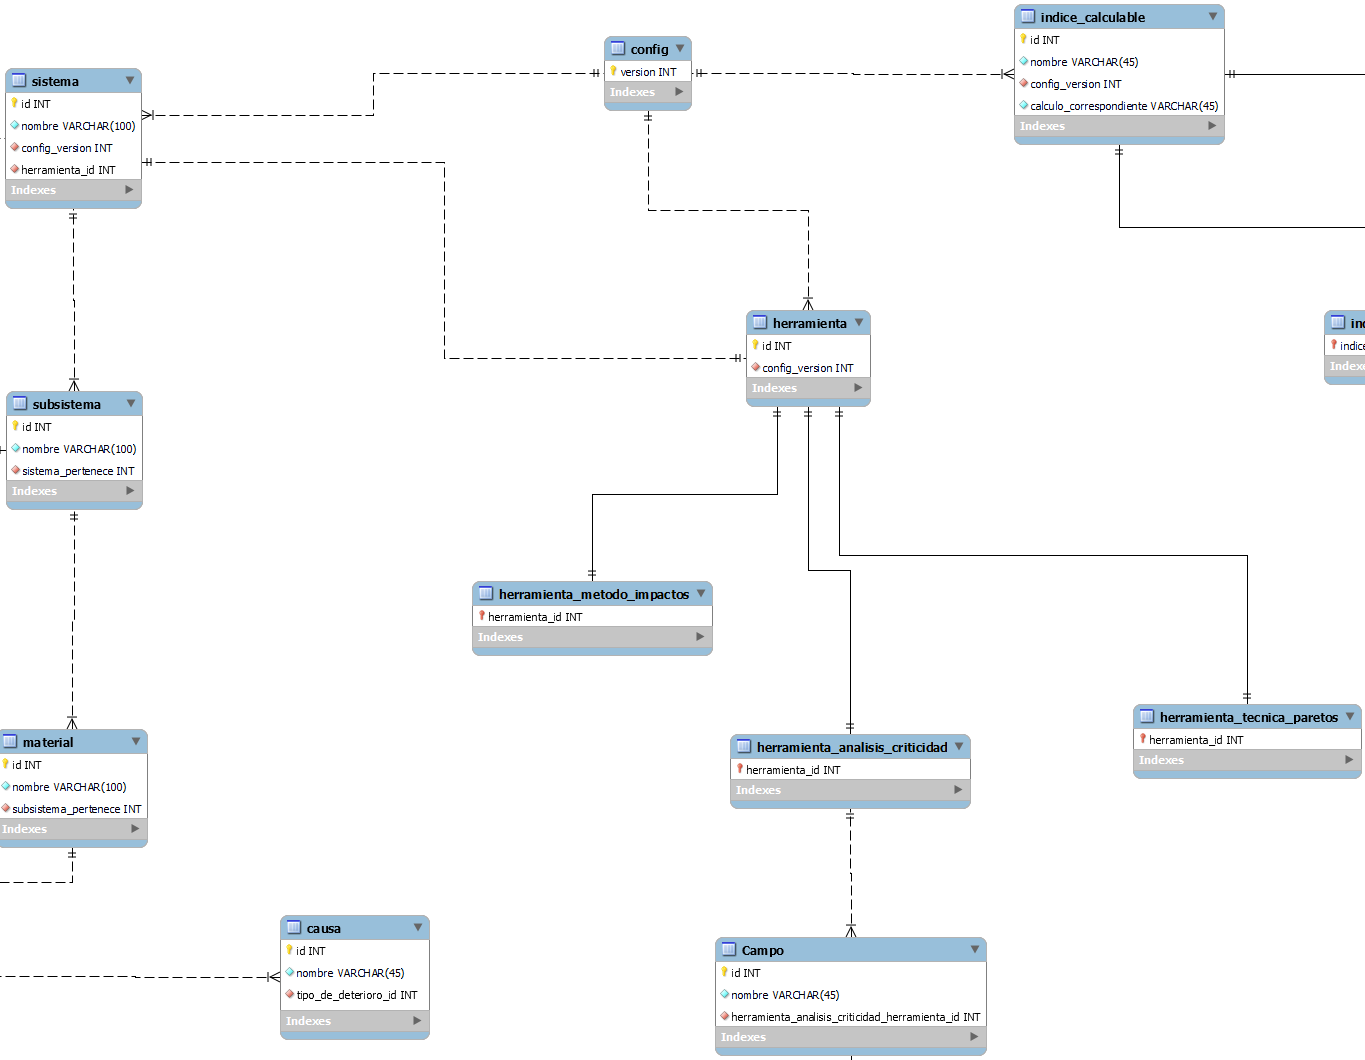 sistema
id INT
nombre VARCHAR(100)
config_version INT
herramienta_id INT
Indexes
config
version INT
Indexes
indice_calculable
id INT
nombre VARCHAR(45)
config_version INT
calculo_correspondiente VARCHAR(45)
Indexes
herramienta
id INT
config_version INT
Indexes
ind
indice
Indexe
subsistema
id INT
nombre VARCHAR(100)
sistema_pertenece INT
Indexes
herramienta_metodo_impactos
herramienta_id INT
Indexes
material
id INT
nombre VARCHAR(100)
subsistema_pertenece INT
Indexes
herramienta_analisis_criticidad
herramienta_id INT
Indexes
herramienta_tecnica_paretos
herramienta_id INT
Indexes
causa
id INT
nombre VARCHAR(45)
tipo_de_deterioro_id INT
Indexes
Campo
id INT
nombre VARCHAR(45)
herramienta_analisis_criticidad_herramienta_id INT
Indexes